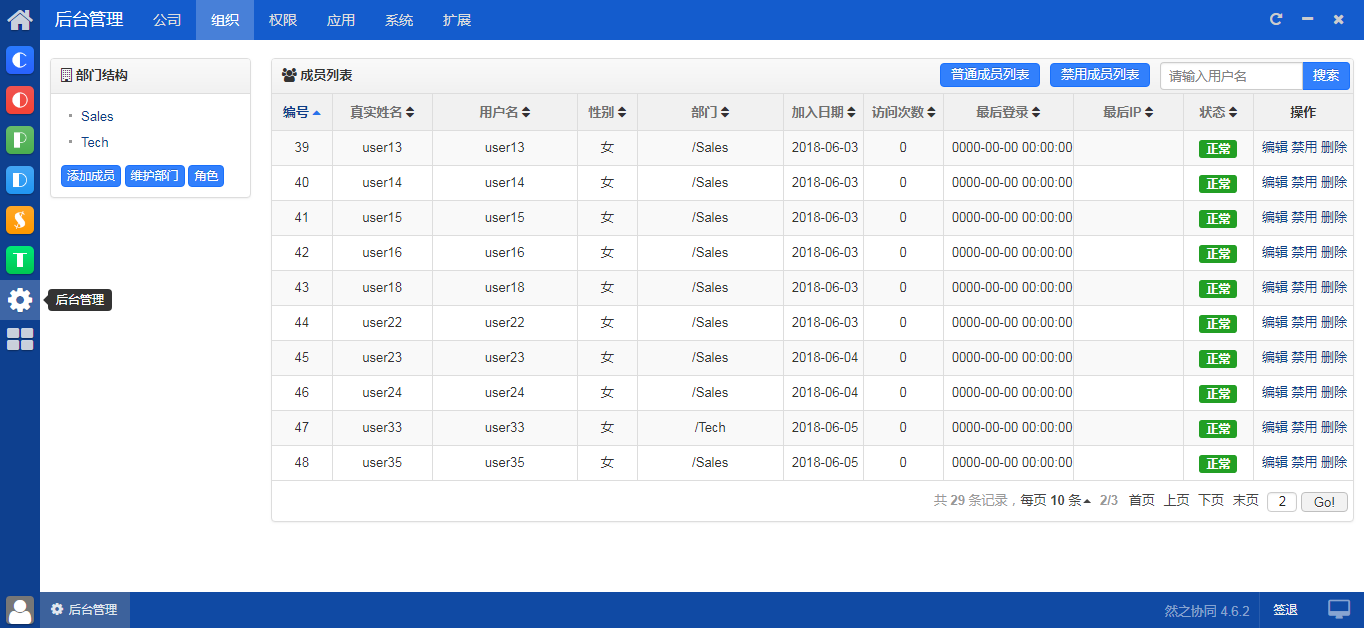 后台管理 公司 组织 权限 应用 系统 扩展
部门结构
Sales
Tech
添加成员 维护部门 角色
后台管理
成员列表 普通成员列表 禁用成员列表 请输入用户名 搜索
编号 真实姓名 用户名 性别 部门 加入日期 访问次数 最后登录 最后IP 状态 操作
39 user13 user13 女 /Sales 2018-06-03 0 0000-00-00 00:00:00 正常 编辑 禁用 删除
40 user14 user14 女 /Sales 2018-06-03 0 0000-00-00 00:00:00 正常 编辑 禁用 删除
41 user15 user15 女 /Sales 2018-06-03 0 0000-00-00 00:00:00 正常 编辑 禁用 删除
42 user16 user16 女 /Sales 2018-06-03 0 0000-00-00 00:00:00 正常 编辑 禁用 删除
43 user18 user18 女 /Sales 2018-06-03 0 0000-00-00 00:00:00 正常 编辑 禁用 删除
44 user22 user22 女 /Sales 2018-06-03 0 0000-00-00 00:00:00 正常 编辑 禁用 删除
45 user23 user23 女 /Sales 2018-06-04 0 0000-00-00 00:00:00 正常 编辑 禁用 删除
46 user24 user24 女 /Sales 2018-06-04 0 0000-00-00 00:00:00 正常 编辑 禁用 删除
47 user33 user33 女 /Tech 2018-06-05 0 0000-00-00 00:00:00 正常 编辑 禁用 删除
48 user35 user35 女 /Sales 2018-06-05 0 0000-00-00 00:00:00 正常 编辑 禁用 删除
共 29 条记录，每页 10 条 2/3 首页 上页 下页 末页 2 Go!
后台管理 然之协同 4.6.2 签退